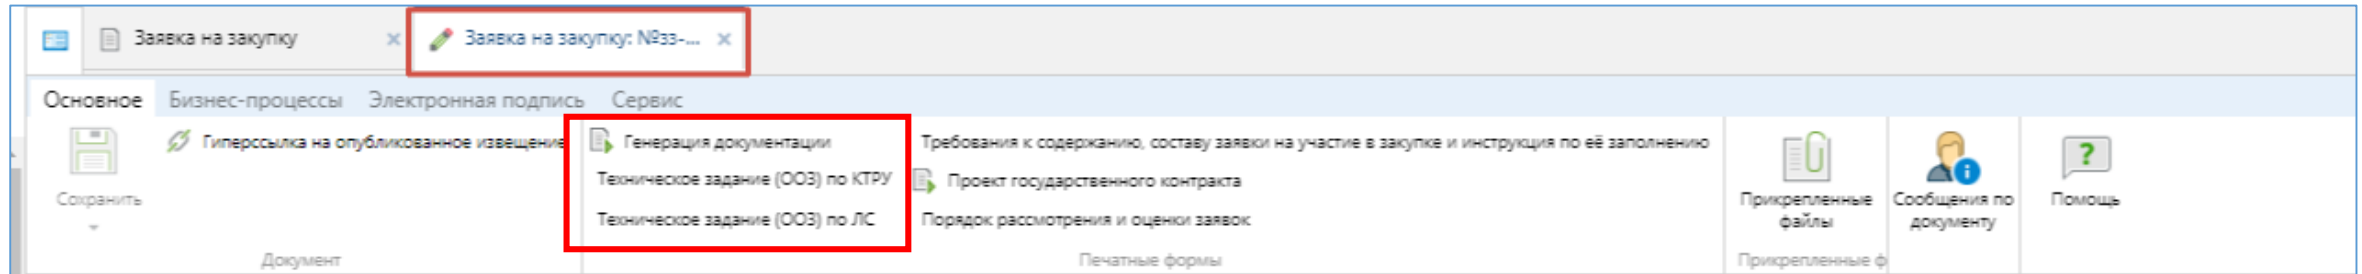 Заявка на закупку
Заявка на закупку: №зз-...
Основное Бизнес-процессы Электронная подпись Сервис
Гиперссылка на опубликованное извещение
Сохранить
Документ
Генерация документации
Техническое задание (ООЗ) по КТРУ
Техническое задание (ООЗ) по ЛС
Требования к содержанию, составу заявки на участие в закупке и инструкция по её заполнению
Проект государственного контракта
Порядок рассмотрения и оценки заявок
Печатные формы
Прикрепленные
файлы
Прикрепленные ф
Сообщения по
документу
Помощь